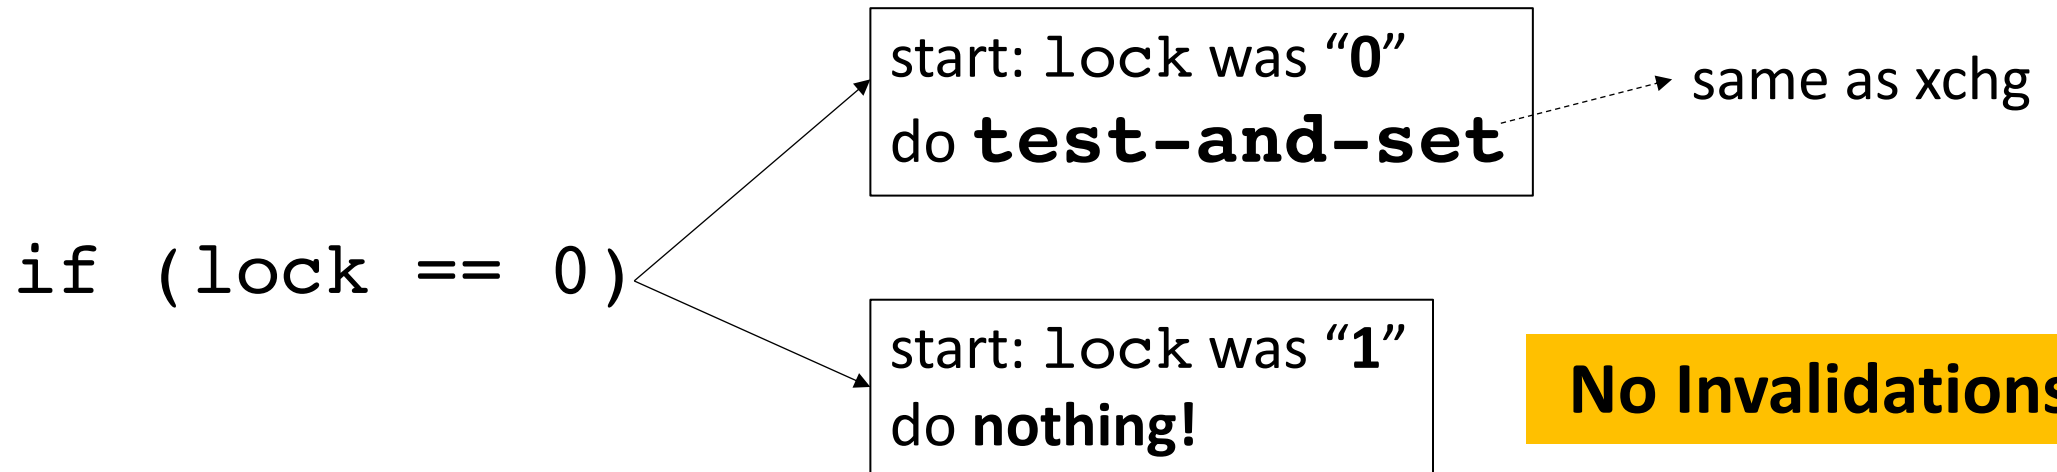 start: lock was “0”
do test-and-set
same as xchg
if (lock == 0)
start: lock was “1”
do nothing!
No Invalidations